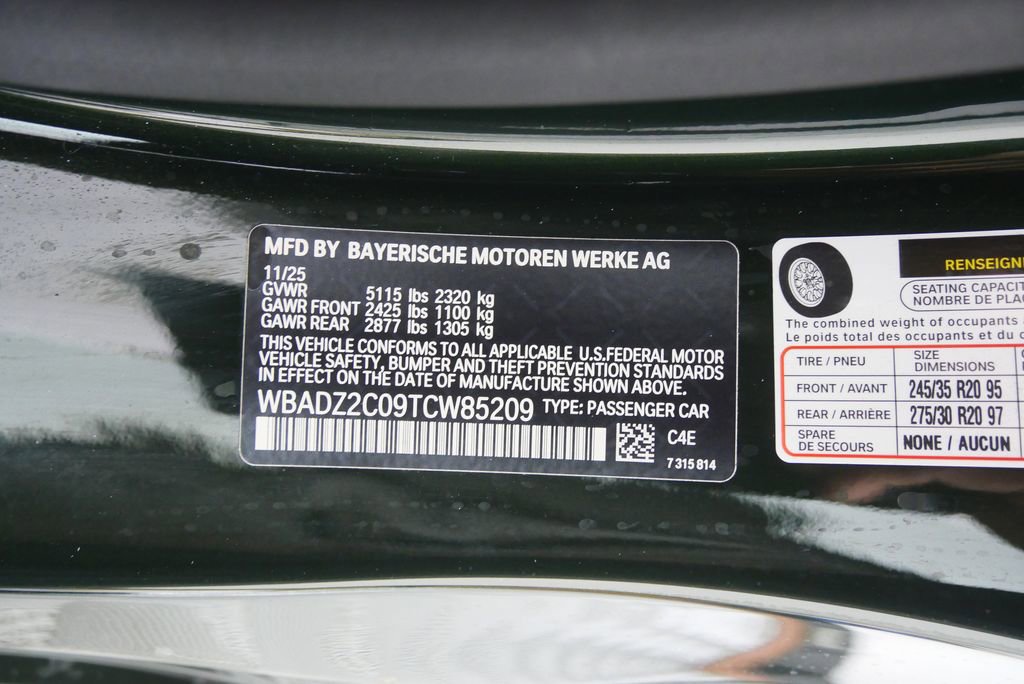 MFD BY BAYERISCHE MOTOREN WERKE AG
11/25
GVWR 5115 lbs 2320 kg
GAWR FRONT 2425 lbs 1100 kg
GAWR REAR 2877 lbs 1305 kg
THIS VEHICLE CONFORMS TO ALL APPLICABLE U.S.FEDERAL MOTOR
VEHICLE SAFETY, BUMPER AND THEFT PREVENTION STANDARDS
IN EFFECT ON THE DATE OF MANUFACTURE SHOWN ABOVE.
WBADZ2C09TCW85209 TYPE: PASSENGER CAR
C4E
7 315 814
RENSEIGN
SEATING CAPACIT
NOMBRE DE PLA
The combined weight of occupants
Le poids total des occupants et du c
TIRE / PNEU SIZE
DIMENSIONS
FRONT / AVANT 245/35 R20 95
REAR / ARRIÈRE 275/30 R20 97
SPARE
DE SECOURS NONE / AUCUN